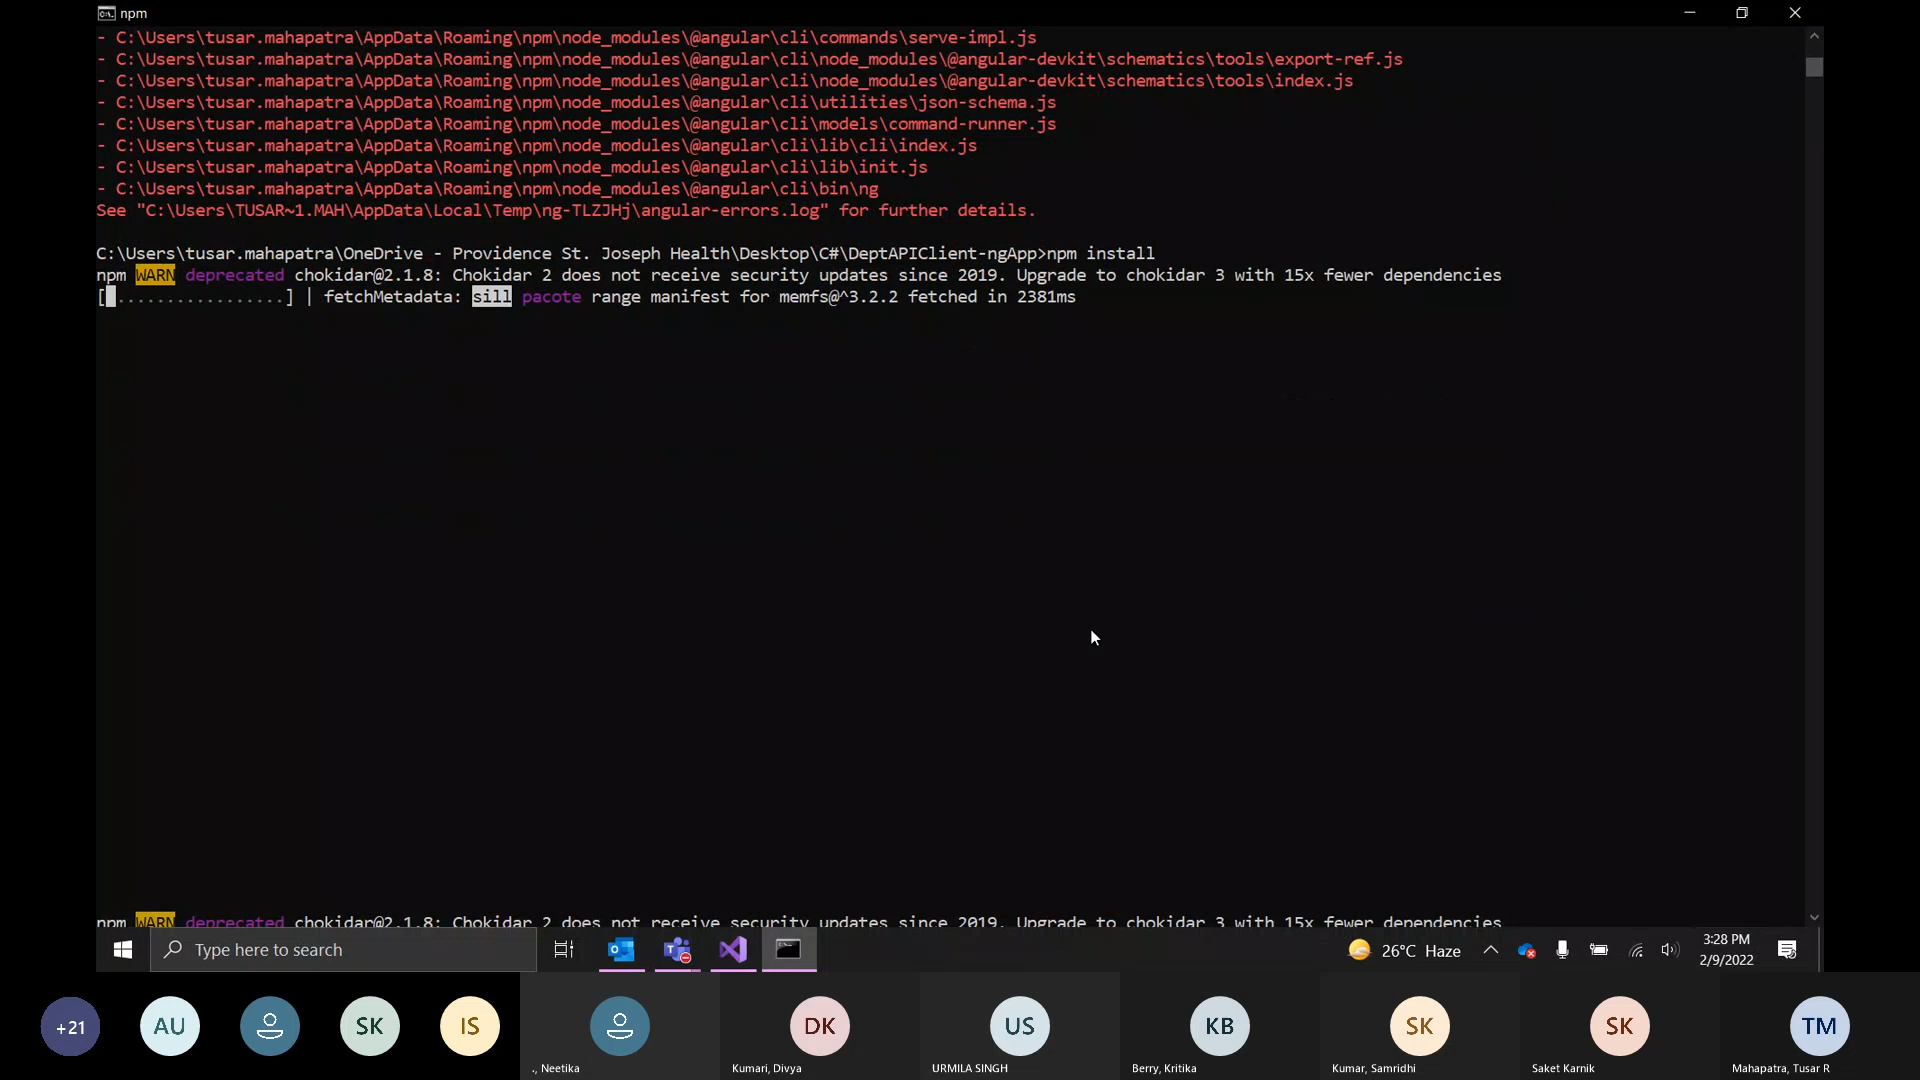 npm
- C:\Users\tusar.mahapatra\AppData\Roaming\npm\node_modules\@angular\cli\commands\serve-impl.js
- C:\Users\tusar.mahapatra\AppData\Roaming\npm\node_modules\@angular\cli\node_modules\@angular-devkit\schematics\tools\export-ref.js
- C:\Users\tusar.mahapatra\AppData\Roaming\npm\node_modules\@angular\cli\node_modules\@angular-devkit\schematics\tools\index.js
- C:\Users\tusar.mahapatra\AppData\Roaming\npm\node_modules\@angular\cli\utilities\json-schema.js
- C:\Users\tusar.mahapatra\AppData\Roaming\npm\node_modules\@angular\cli\models\command-runner.js
- C:\Users\tusar.mahapatra\AppData\Roaming\npm\node_modules\@angular\cli\lib\cli\index.js
- C:\Users\tusar.mahapatra\AppData\Roaming\npm\node_modules\@angular\cli\lib\init.js
- C:\Users\tusar.mahapatra\AppData\Roaming\npm\node_modules\@angular\cli\bin\ng
See "C:\Users\TUSAR~1.MAH\AppData\Local\Temp\ng-TLZJHj\angular-errors.log" for further details.
C:\Users\tusar.mahapatra\OneDrive - Providence St. Joseph Health\Desktop\C#\DeptAPIClient-ngApp>npm install
npm WARN deprecated chokidar@2.1.8: Chokidar 2 does not receive security updates since 2019. Upgrade to chokidar 3 with 15x fewer dependencies
[ .................] | fetchMetadata: sill pacote range manifest for memfs@^3.2.2 fetched in 2381ms
npm WARN deprecated chokidar@2.1.8: Chokidar 2 does not receive security updates since 2019. Upgrade to chokidar 3 with 15x fewer dependencies
Type here to search
26°C Haze
3:28 PM
2/9/2022
+21
AU
SK
IS
DK
US
KB
SK
SK
TM
., Neetika
Kumari, Divya
URMILA SINGH
Berry, Kritika
Kumar, Samridhi
Saket Karnik
Mahapatra, Tusar R